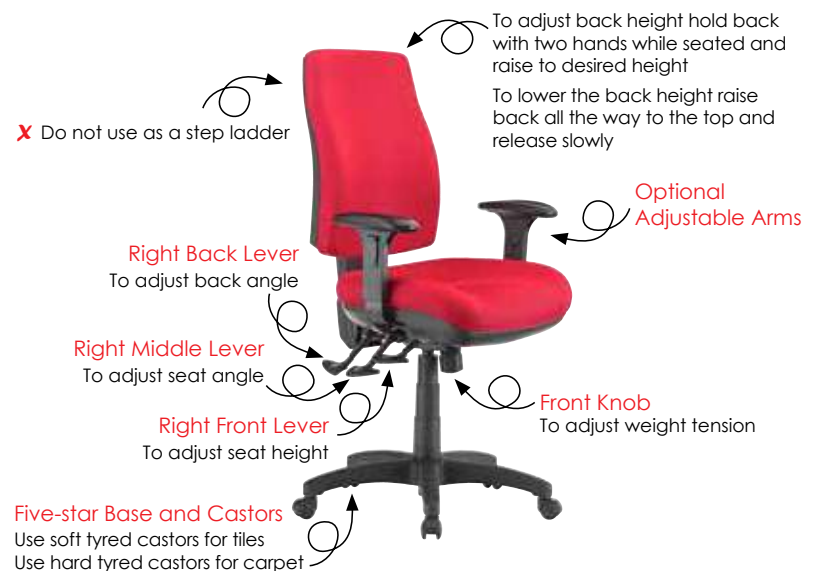 To adjust back height hold back
with two hands while seated and
raise to desired height
To lower the back height raise
back all the way to the top and
release slowly
✗ Do not use as a step ladder
Optional
Adjustable Arms
Right Back Lever
To adjust back angle
Right Middle Lever
To adjust seat angle
Right Front Lever
To adjust seat height
Front Knob
To adjust weight tension
Five-star Base and Castors
Use soft tyred castors for tiles
Use hard tyred castors for carpet